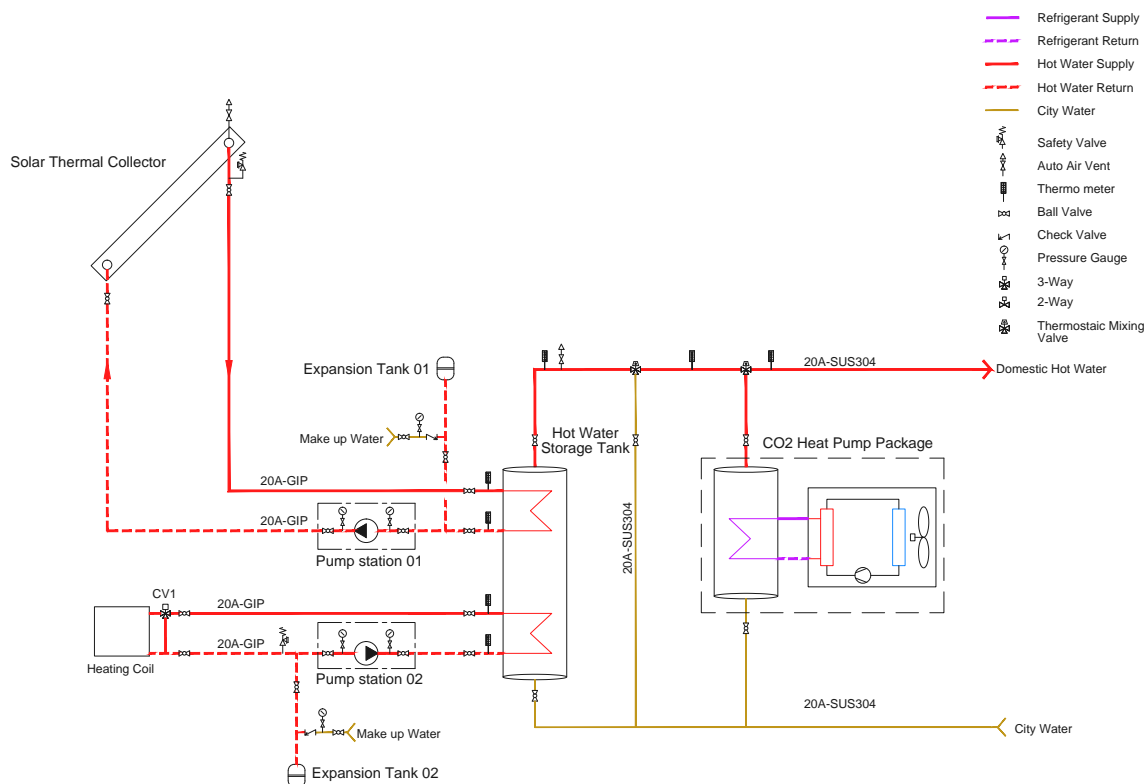 Refrigerant Supply
Refrigerant Return
Hot Water Supply
Hot Water Return
City Water
Safety Valve
Auto Air Vent
Thermo meter
Ball Valve
Check Valve
Pressure Gauge
3-Way
2-Way
Thermostaic Mixing
Valve
Solar Thermal Collector
Expansion Tank 01
Make up Water
20A-SUS304
Domestic Hot Water
Hot Water
Storage Tank
CO2 Heat Pump Package
20A-GIP
20A-GIP
Pump station 01
20A-SUS304
CV1
20A-GIP
20A-GIP
Heating Coil
Pump station 02
20A-SUS304
City Water
Make up Water
Expansion Tank 02